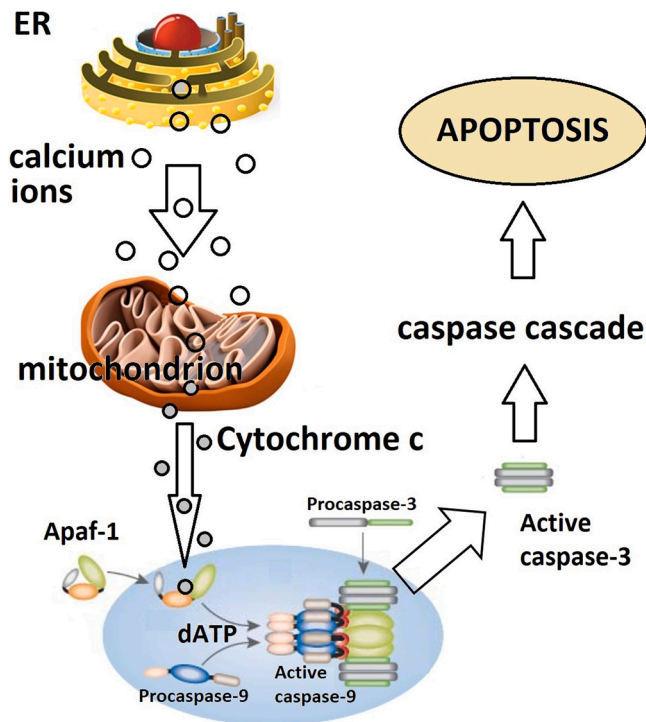 ER
calcium
ions
mitochondrion
Cytochrome c
Apaf-1
dATP
Procaspase-9
Active
caspase-9
Procaspase-3
Active
caspase-3
caspase cascade
APOPTOSIS